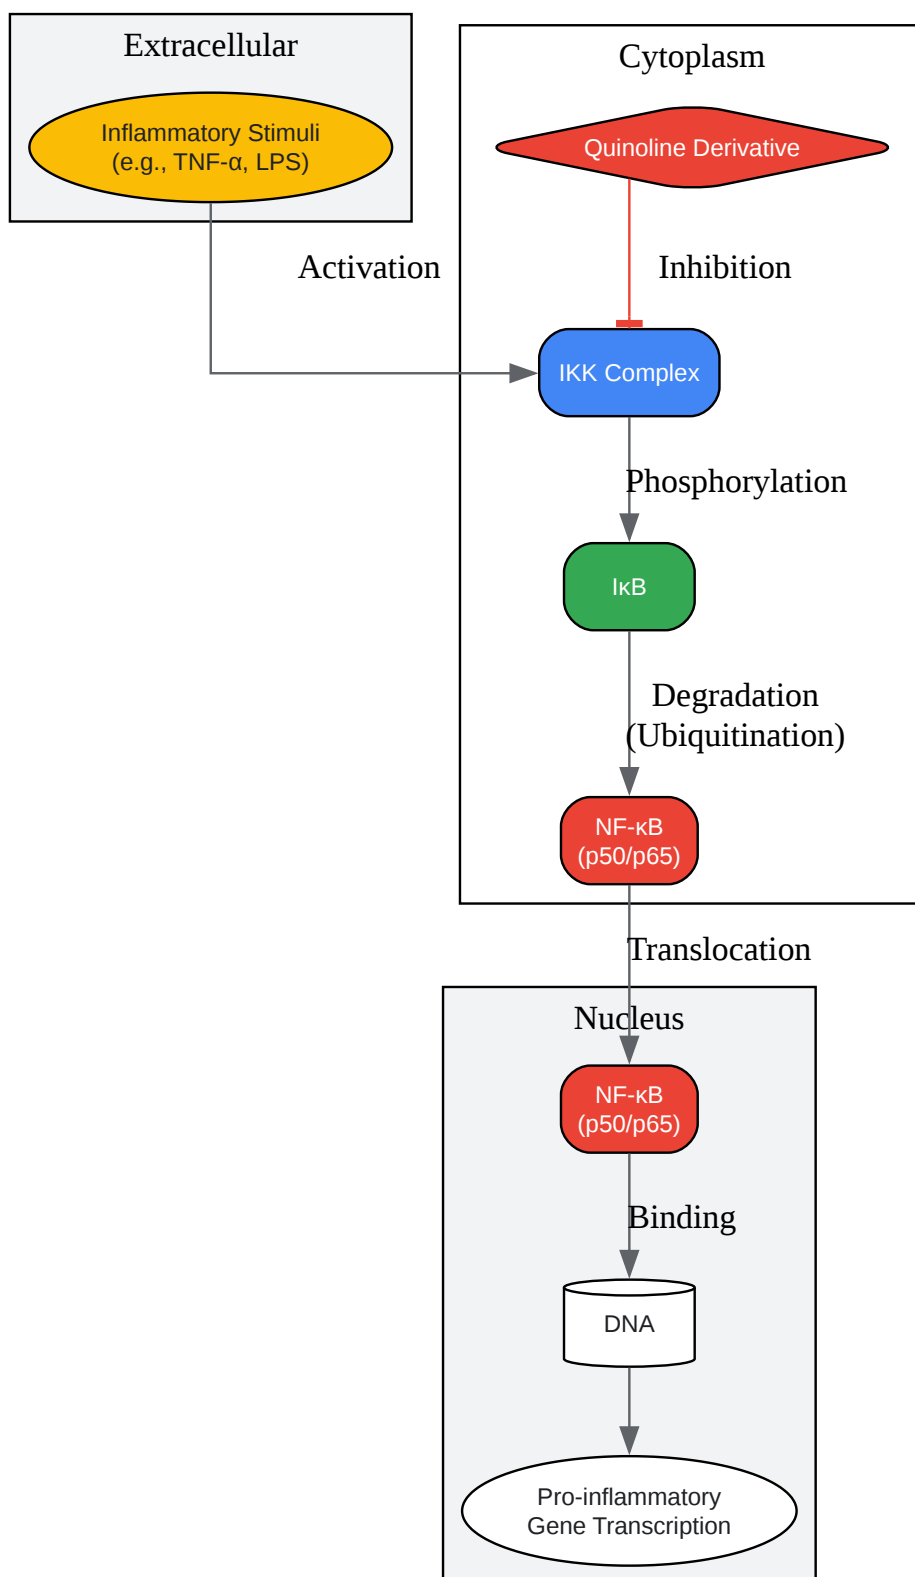 Extracellular
Inflammatory Stimuli
(e.g., TNF-α, LPS)
Cytoplasm
Quinoline Derivative
Activation
Inhibition
IKK Complex
Phosphorylation
IκB
Degradation
(Ubiquitination)
NF-κB
(p50/p65)
Translocation
Nucleus
NF-κB
(p50/p65)
Binding
DNA
Pro-inflammatory
Gene Transcription